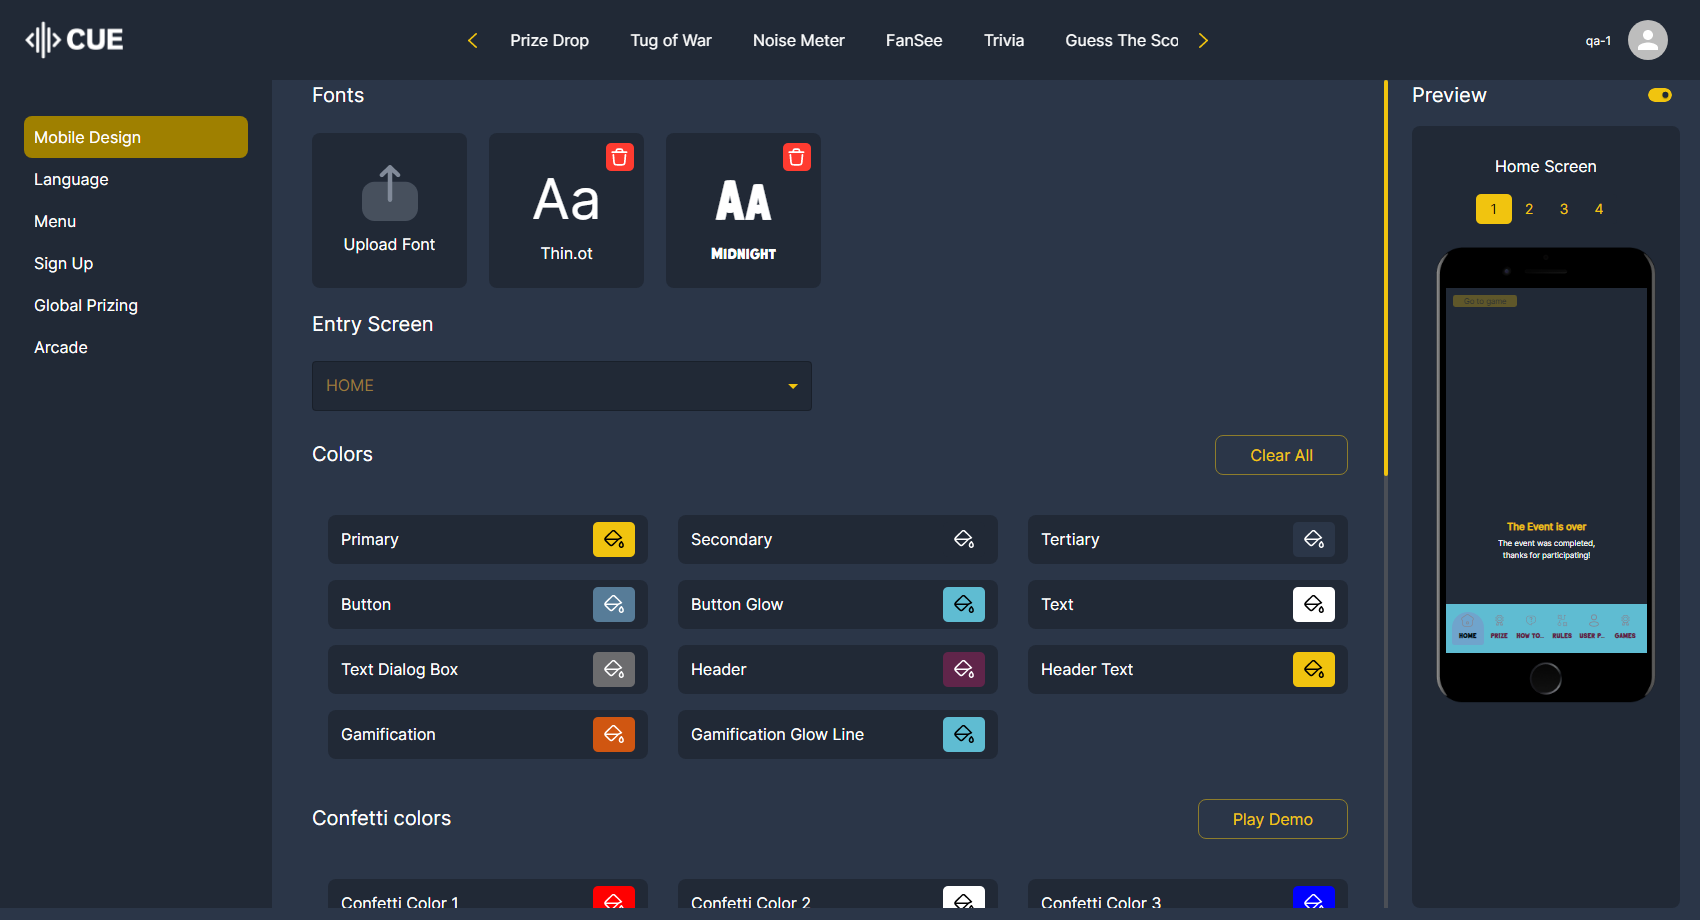 CUE
Prize Drop
Tug of War
Noise Meter
FanSee
Trivia
Guess The Sco
qa-1
Mobile Design
Language
Menu
Sign Up
Global Prizing
Arcade
Fonts
Upload Font
Aa
Thin.ot
AA
MIDNIGHT
Entry Screen
HOME
Colors
Clear All
Primary
Secondary
Tertiary
Button
Button Glow
Text
Text Dialog Box
Header
Header Text
Gamification
Gamification Glow Line
Confetti colors
Play Demo
Confetti Color 1
Confetti Color 2
Confetti Color 3
Preview
Home Screen
1 2 3 4
Go to game
The Event is over
The event was completed,
thanks for participating!
HOME PRIZE HOW TO.. RULES USER P.. GAMES